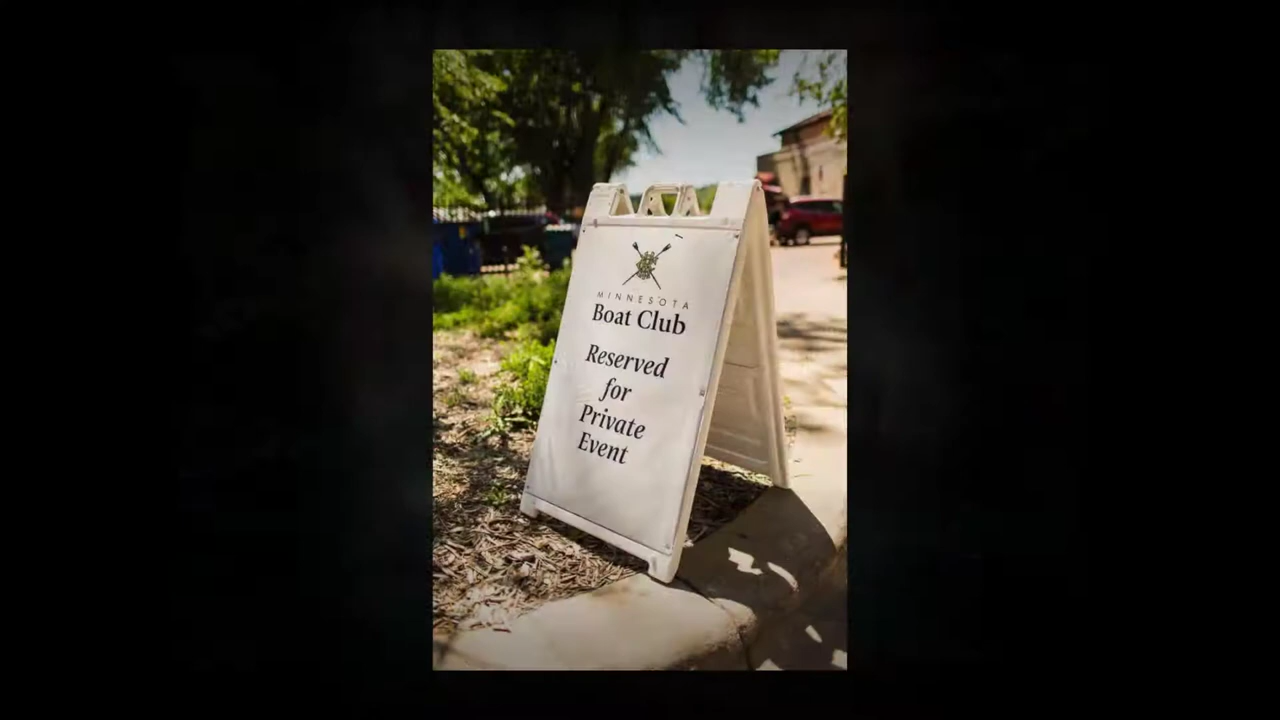 MINNESOTA
Boat Club
Reserved
for
Private
Event